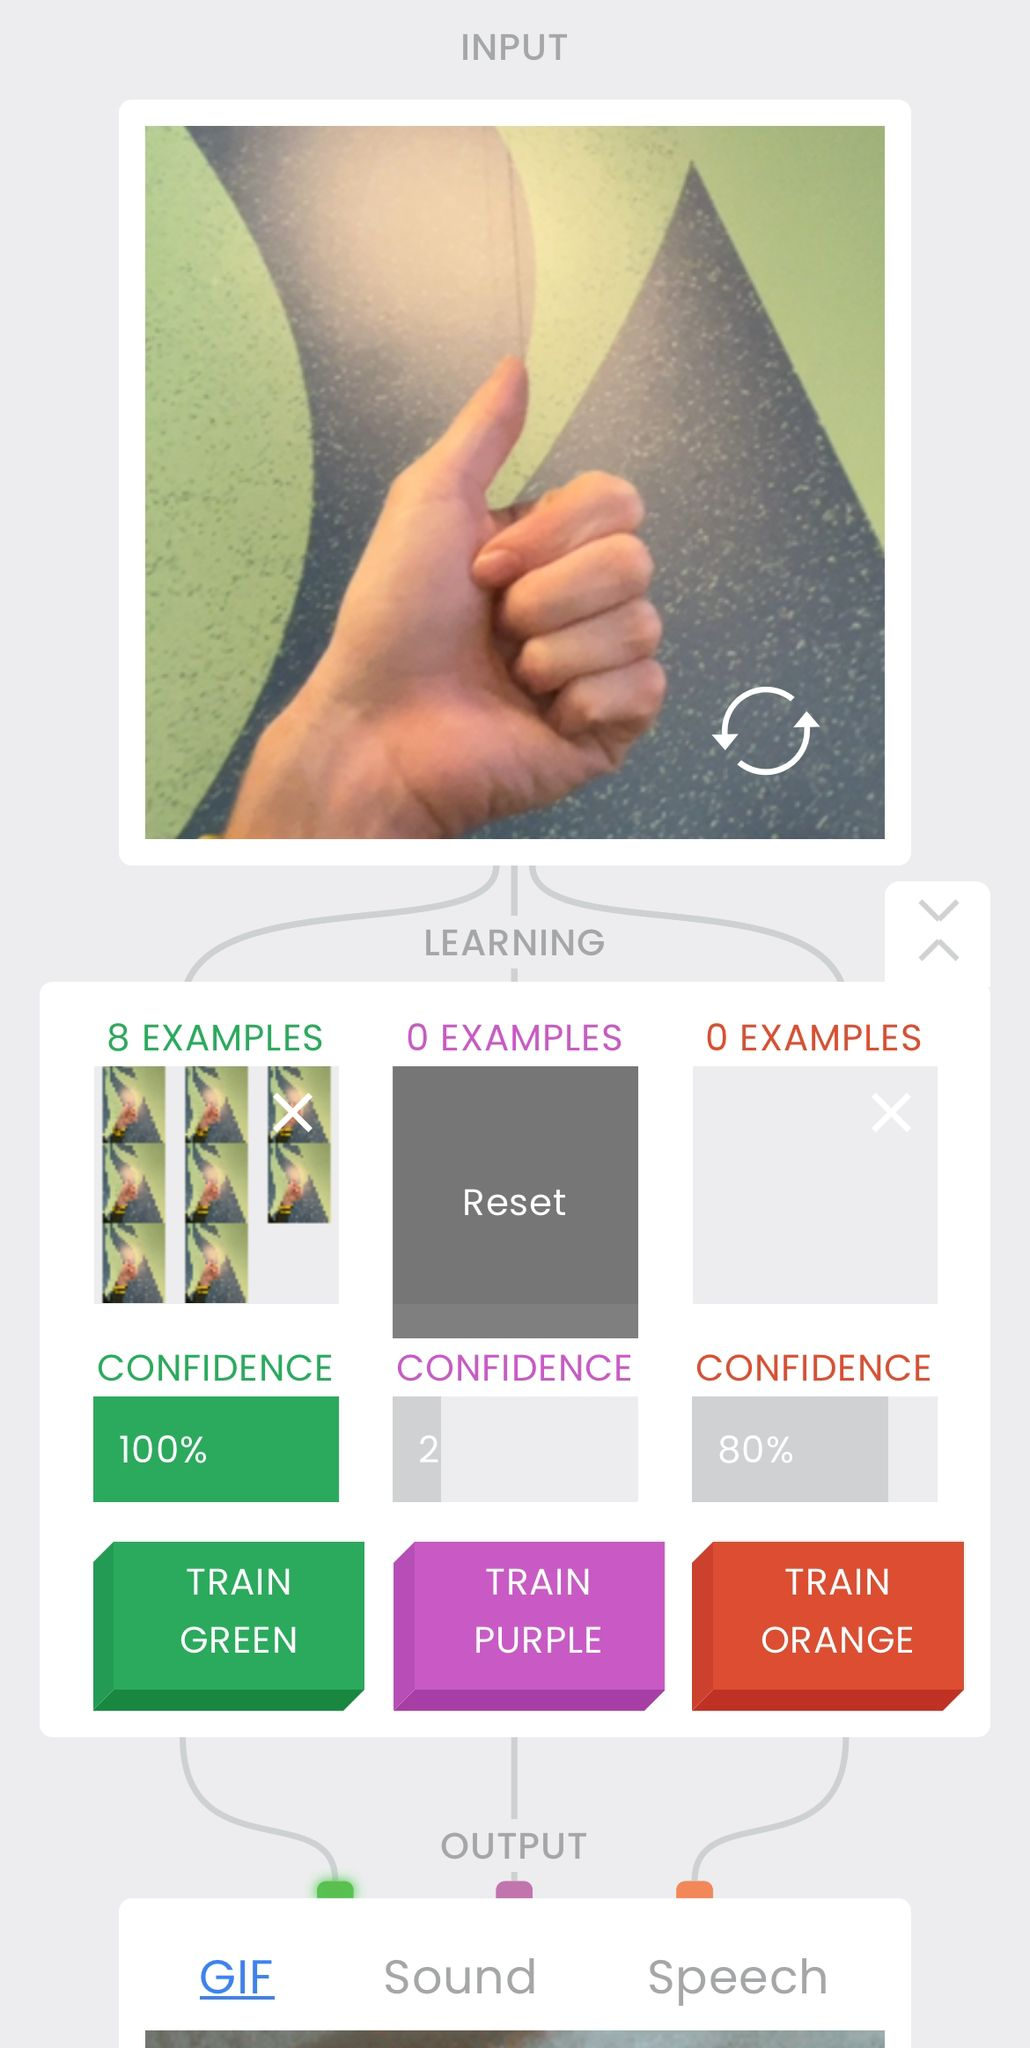 INPUT
LEARNING
8 EXAMPLES
0 EXAMPLES
0 EXAMPLES
Reset
CONFIDENCE
CONFIDENCE
CONFIDENCE
100%
2
80%
TRAIN
GREEN
TRAIN
PURPLE
TRAIN
ORANGE
OUTPUT
GIF
Sound
Speech